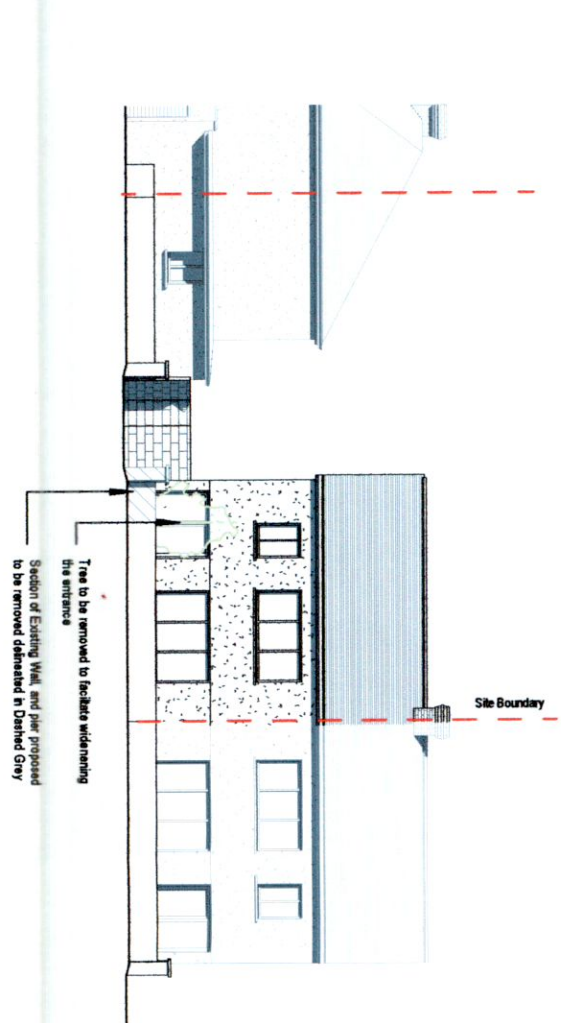 Site Boundary
Tree to be removed to facilitate widenening
the entrance
Section of Existing Wall, and pier proposed
to be removed delineated in Dashed Grey